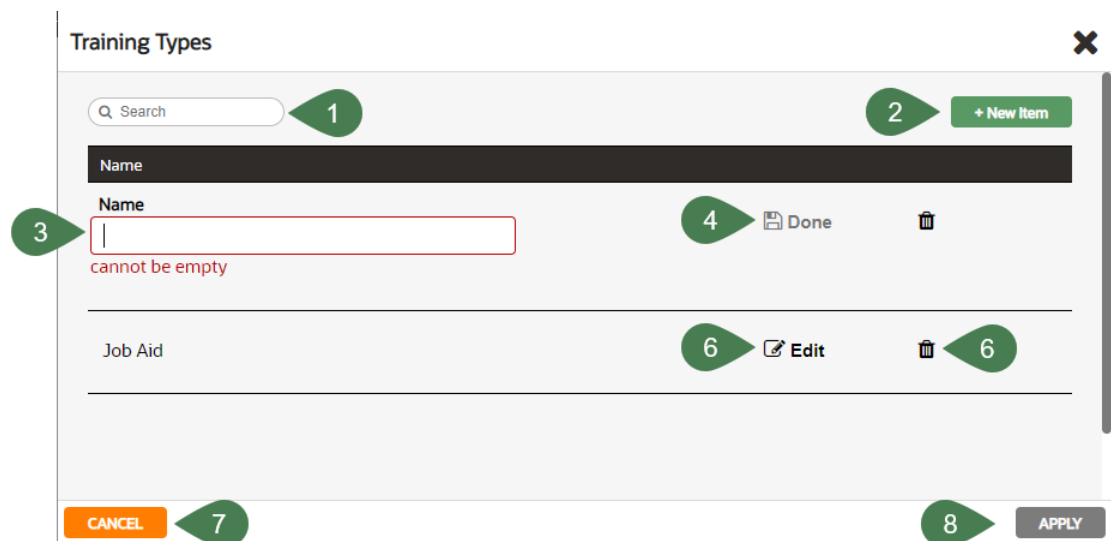 Training Types
Search
1
2
+ New Item
Name
Name
3
4
Done
cannot be empty
Job Aid
6
Edit
6
CANCEL
7
8
APPLY